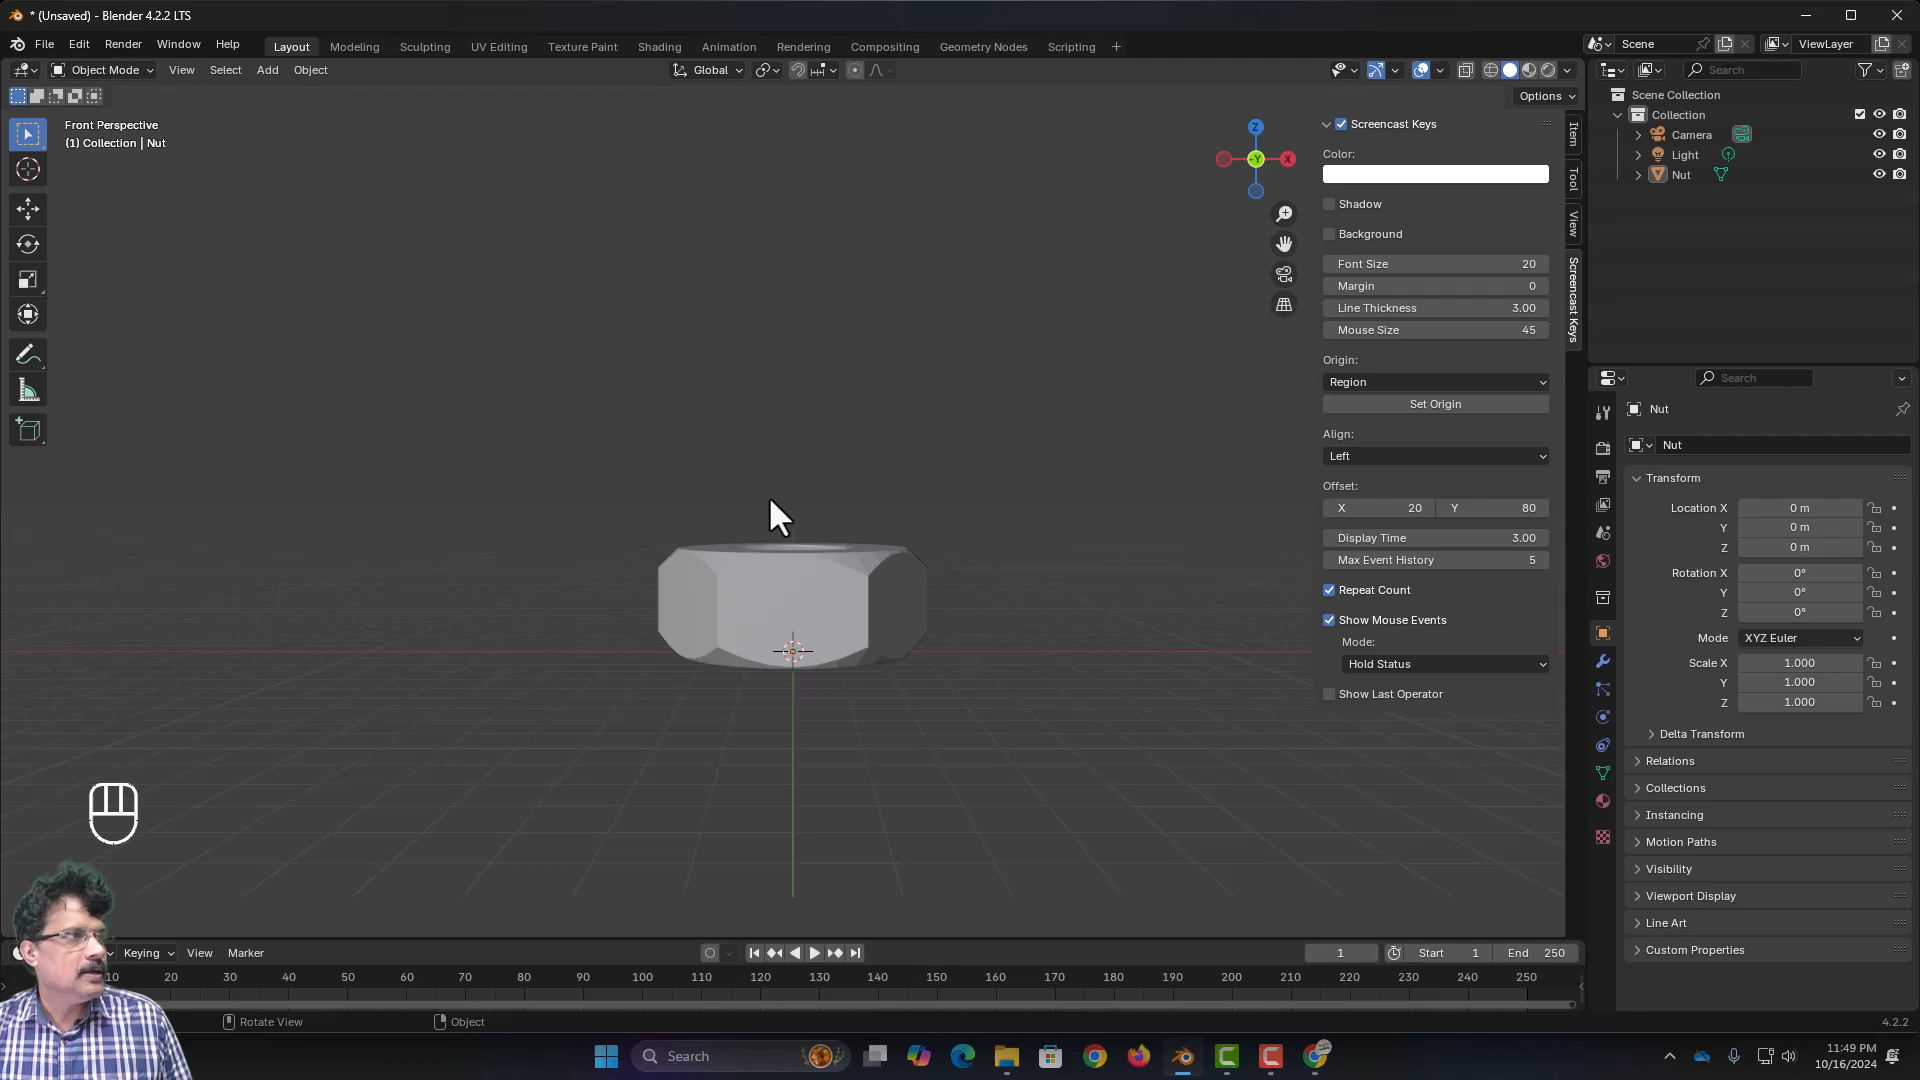 * (Unsaved) - Blender 4.2.2 LTS
File Edit Render Window Help
Layout Modeling Sculpting UV Editing Texture Paint Shading Animation Rendering Compositing Geometry Nodes Scripting +
Scene
ViewLayer
Object Mode View Select Add Object
Global
Search
Options
Front Perspective
(1) Collection | Nut
Z
-Y
X
Screencast Keys
Color:
Shadow
Background
Font Size 20
Margin 0
Line Thickness 3.00
Mouse Size 45
Origin:
Region
Set Origin
Align:
Left
Offset:
X 20 Y 80
Display Time 3.00
Max Event History 5
Repeat Count
Show Mouse Events
Mode:
Hold Status
Show Last Operator
Item
Tool
View
Screencast Keys
Scene Collection
Collection
Camera
Light
Nut
Search
Nut
Nut
Transform
Location X 0 m
Y 0 m
Z 0 m
Rotation X 0°
Y 0°
Z 0°
Mode XYZ Euler
Scale X 1.000
Y 1.000
Z 1.000
Delta Transform
Relations
Collections
Instancing
Motion Paths
Visibility
Viewport Display
Line Art
Custom Properties
Keying View Marker
1 Start 1 End 250
10 20 30 40 50 60 70 80 90 100 110 120 130 140 150 160 170 180 190 200 210 220 230 240 250
Rotate View Object
4.2.2
Search
11:49 PM
10/16/2024